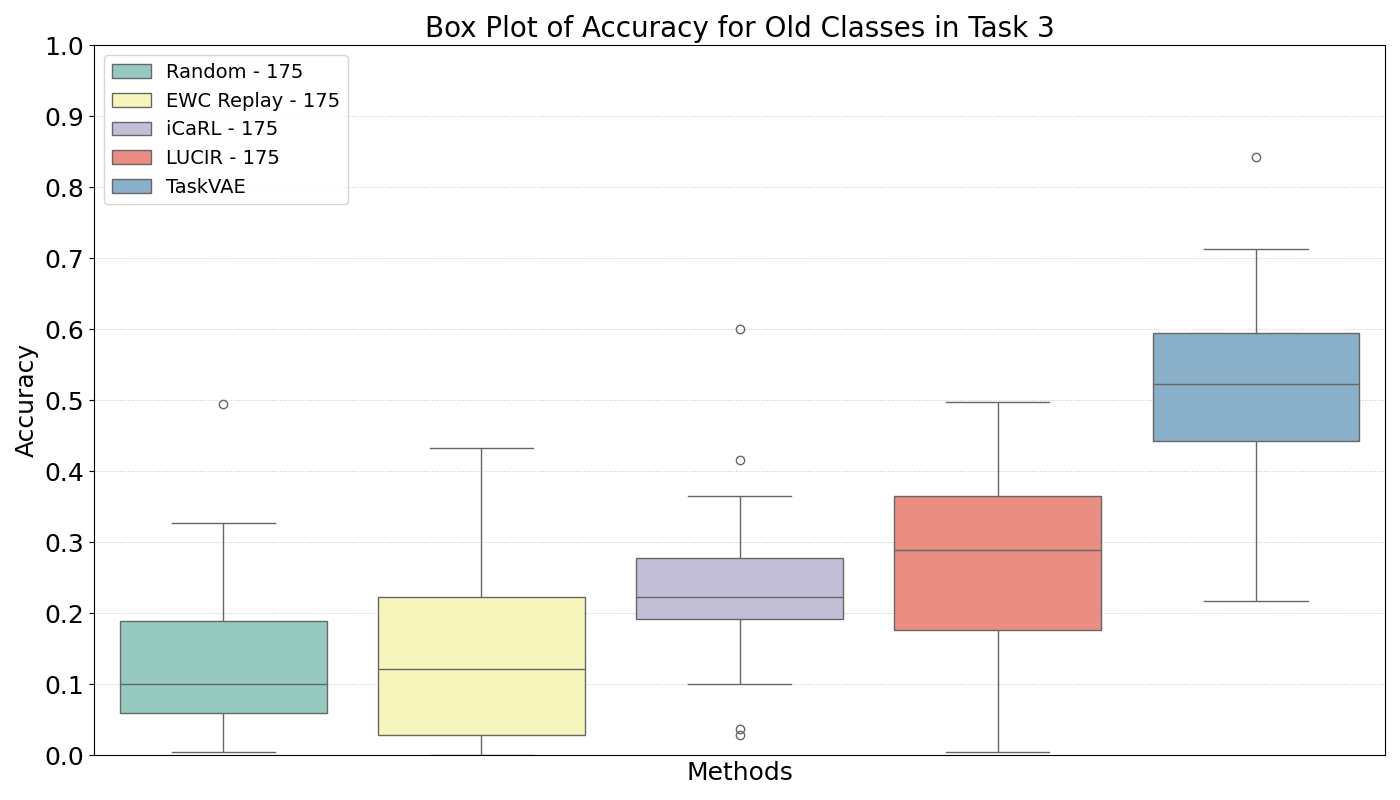 Box Plot of Accuracy for Old Classes in Task 3
1.0
0.9
0.8
0.7
0.6
0.5
0.4
0.3
0.2
0.1
0.0
Accuracy
Random - 175
EWC Replay - 175
iCaRL - 175
LUCIR - 175
TaskVAE
Methods